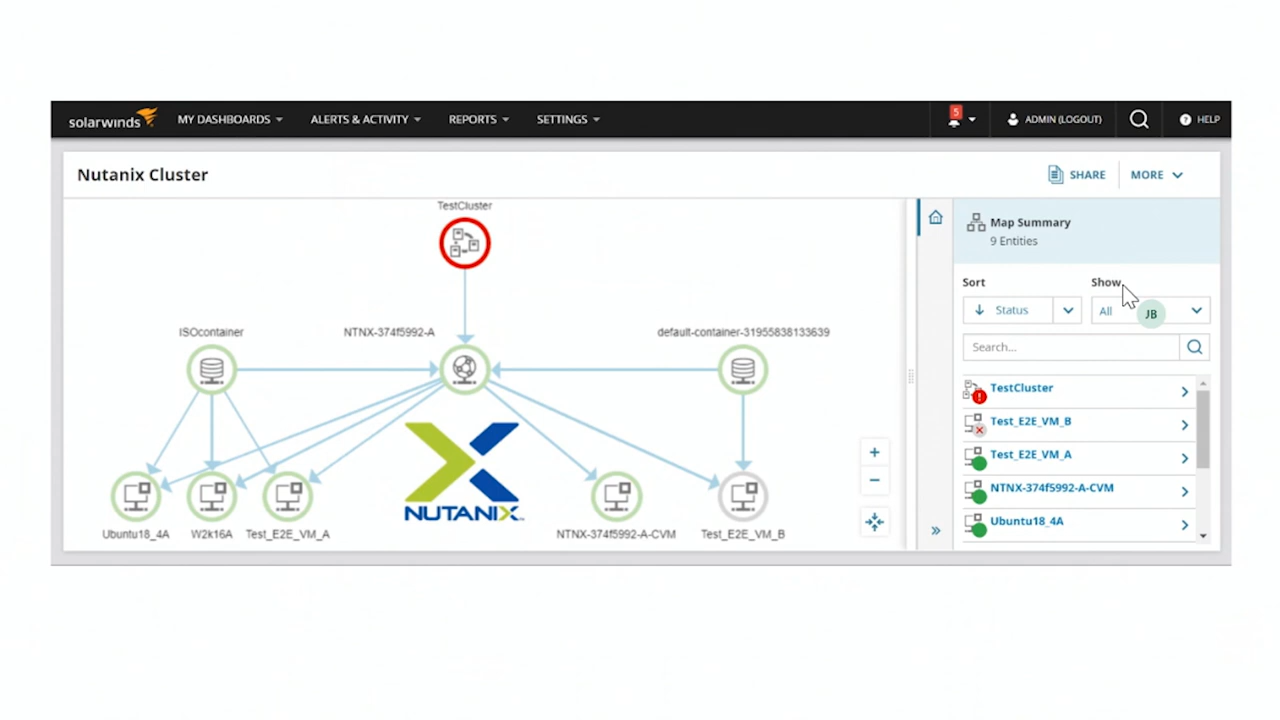 solarwinds
MY DASHBOARDS
ALERTS & ACTIVITY
REPORTS
SETTINGS
5
ADMIN (LOGOUT)
? HELP
Nutanix Cluster
SHARE
MORE
TestCluster
ISOcontainer
NTNX-374f5992-A
default-container-31955838133639
NUTANIX™
Ubuntu18_4A
W2k16A
Test_E2E_VM_A
NTNX-374f5992-A-CVM
Test_E2E_VM_B
Map Summary
9 Entities
Sort
Show
Status
All
JB
Search...
TestCluster
Test_E2E_VM_B
Test_E2E_VM_A
NTNX-374f5992-A-CVM
Ubuntu18_4A